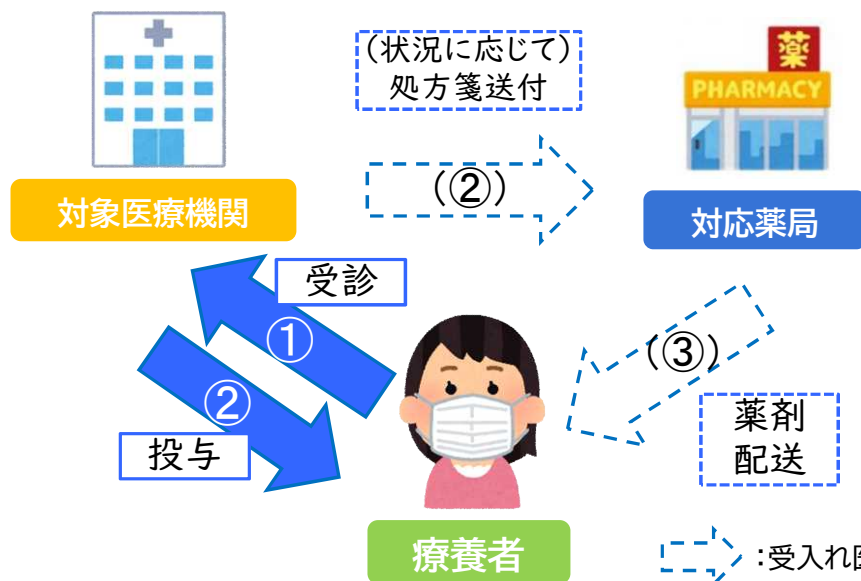 (状況に応じて)
処方箋送付
薬
PHARMACY
(②)
対象医療機関
対応薬局
受診
①
(③)
②
投与
薬剤
配送
療養者
:受入れ